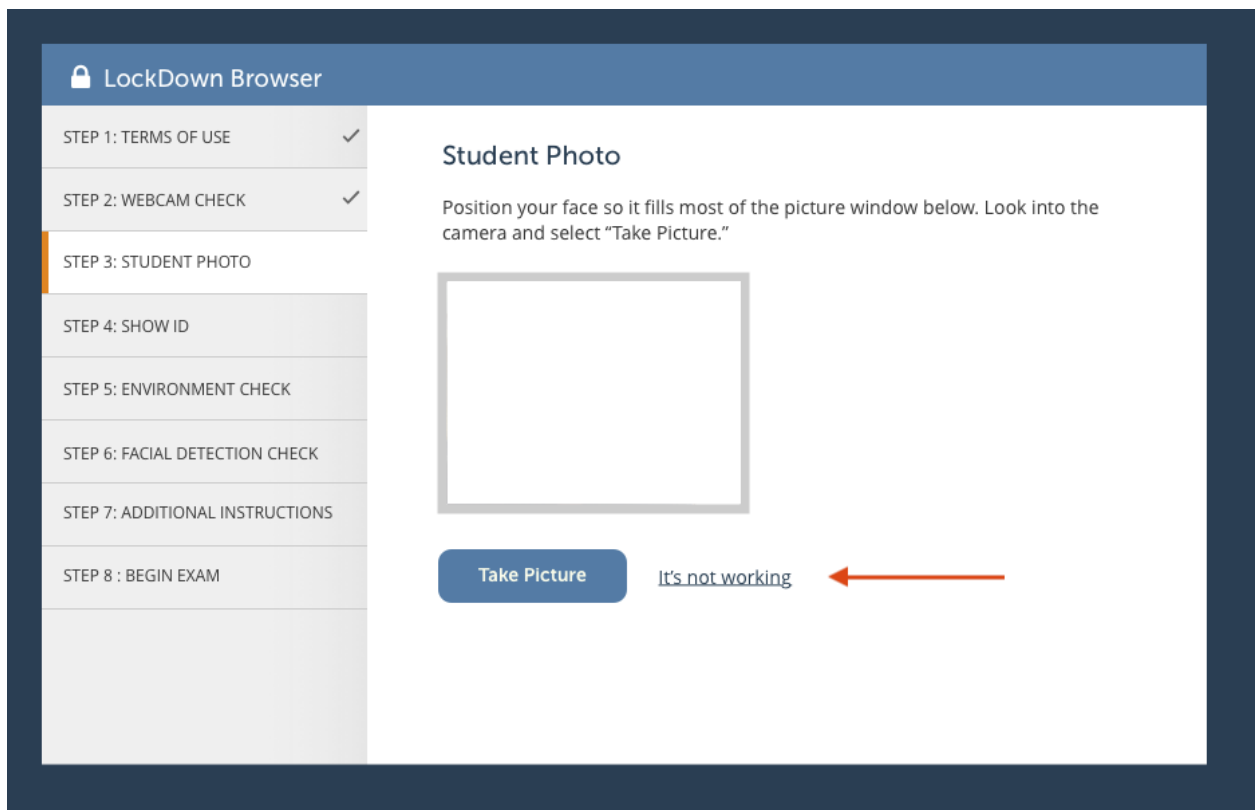 LockDown Browser
STEP 1: TERMS OF USE
STEP 2: WEBCAM CHECK
STEP 3: STUDENT PHOTO
STEP 4: SHOW ID
STEP 5: ENVIRONMENT CHECK
STEP 6: FACIAL DETECTION CHECK
STEP 7: ADDITIONAL INSTRUCTIONS
STEP 8 : BEGIN EXAM
Student Photo
Position your face so it fills most of the picture window below. Look into the
camera and select “Take Picture.”
Take Picture
It’s not working